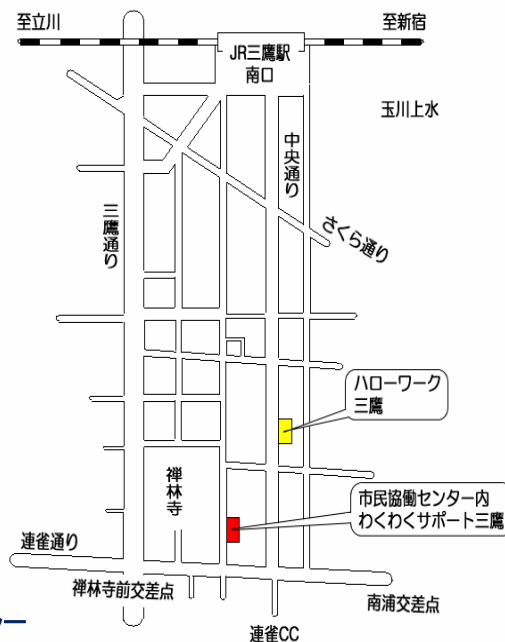 至立川
至新宿
JR三鷹駅
南口
玉川上水
中央通り
三鷹通り
さくら通り
ハローワーク
三鷹
禅林寺
市民協働センター内
わくわくサポート三鷹
連雀通り
禅林寺前交差点
南浦交差点
連雀CC
ー